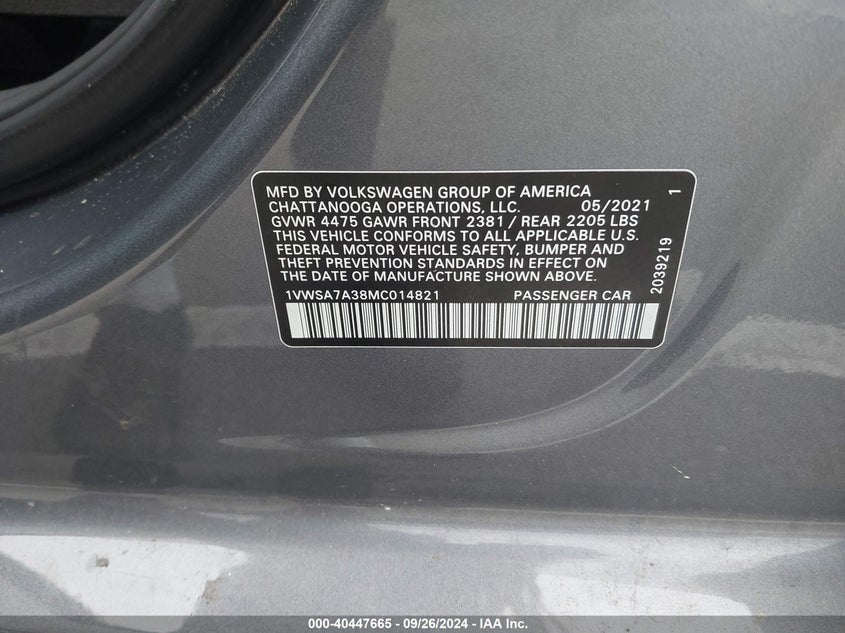 MFD BY VOLKSWAGEN GROUP OF AMERICA
CHATTANOOGA OPERATIONS, LLC. 05/2021 1
GVWR 4475 GAWR FRONT 2381 / REAR 2205 LBS
THIS VEHICLE CONFORMS TO ALL APPLICABLE U.S.
FEDERAL MOTOR VEHICLE SAFETY, BUMPER AND
THEFT PREVENTION STANDARDS IN EFFECT ON
THE DATE OF MANUFACTURE SHOWN ABOVE.
1VWSA7A38MC014821 PASSENGER CAR
2039219
000-40447665 - 09/26/2024 - IAA Inc.